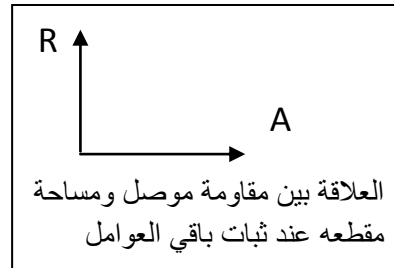 R
A
العلاقة بين مقاومة موصل ومساحة
مقطعه عند ثبات باقي العوامل